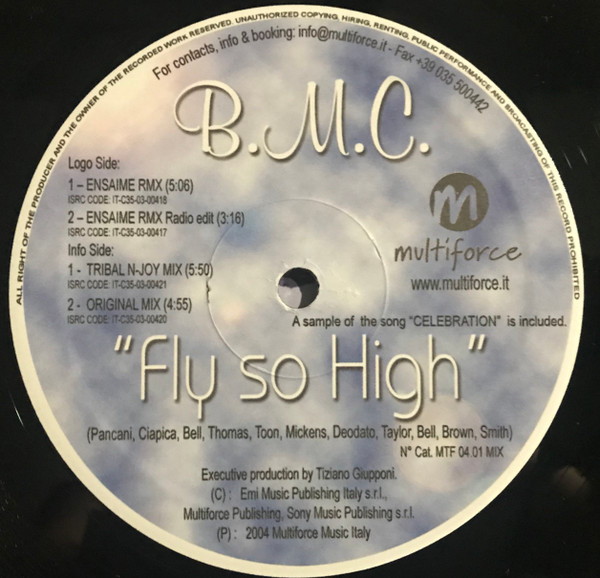 ALL RIGHT OF THE PRODUCER AND THE OWNER OF THE RECORDED WORK RESERVED. UNAUTHORIZED COPYING, HIRING, RENTING, PUBLIC PERFORMANCE AND BROACASTING OF THIS RECORD PROHIBITED
For contacts, info & booking: info@multiforce.it - Fax +39 035 500442
B.M.C.
Logo Side:
1 – ENSAIME RMX (5:06)
ISRC CODE: IT-C35-03-00418
2 – ENSAIME RMX Radio edit (3:16)
ISRC CODE: IT-C35-03-00417
Info Side:
1 - TRIBAL N-JOY MIX (5:50)
ISRC CODE: IT-C35-03-00421
2 - ORIGINAL MIX (4:55)
ISRC CODE: IT-C35-03-00420
m
multiforce
www.multiforce.it
A sample of the song "CELEBRATION" is included.
"Fly so High"
(Pancani, Ciapica, Bell, Thomas, Toon, Mickens, Deodato, Taylor, Bell, Brown, Smith)
N° Cat. MTF 04.01 MIX
Executive production by Tiziano Giupponi.
(C) : Emi Music Publishing Italy s.r.l.,
Multiforce Publishing, Sony Music Publishing s.r.l.
(P) : 2004 Multiforce Music Italy